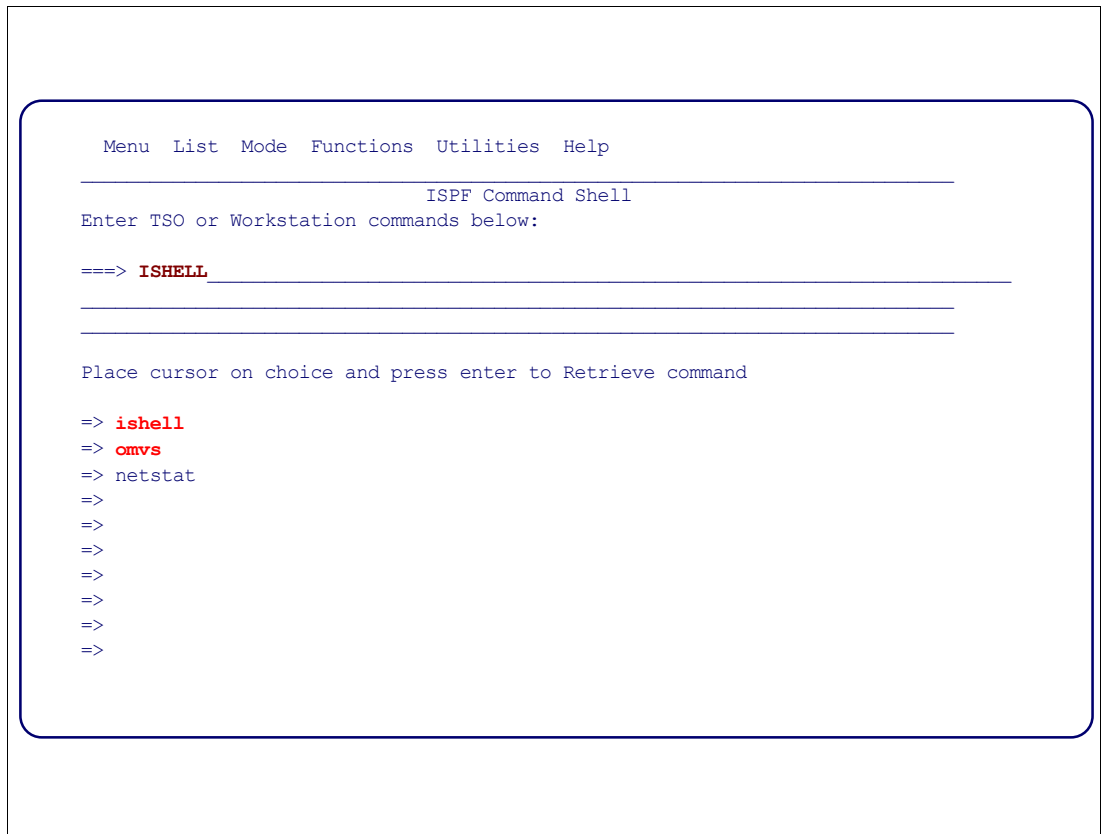 Menu List Mode Functions Utilities Help
ISPF Command Shell
Enter TSO or Workstation commands below:
===> ISHELL
Place cursor on choice and press enter to Retrieve command
=> ishell
=> omvs
=> netstat
=>
=>
=>
=>
=>
=>
=>